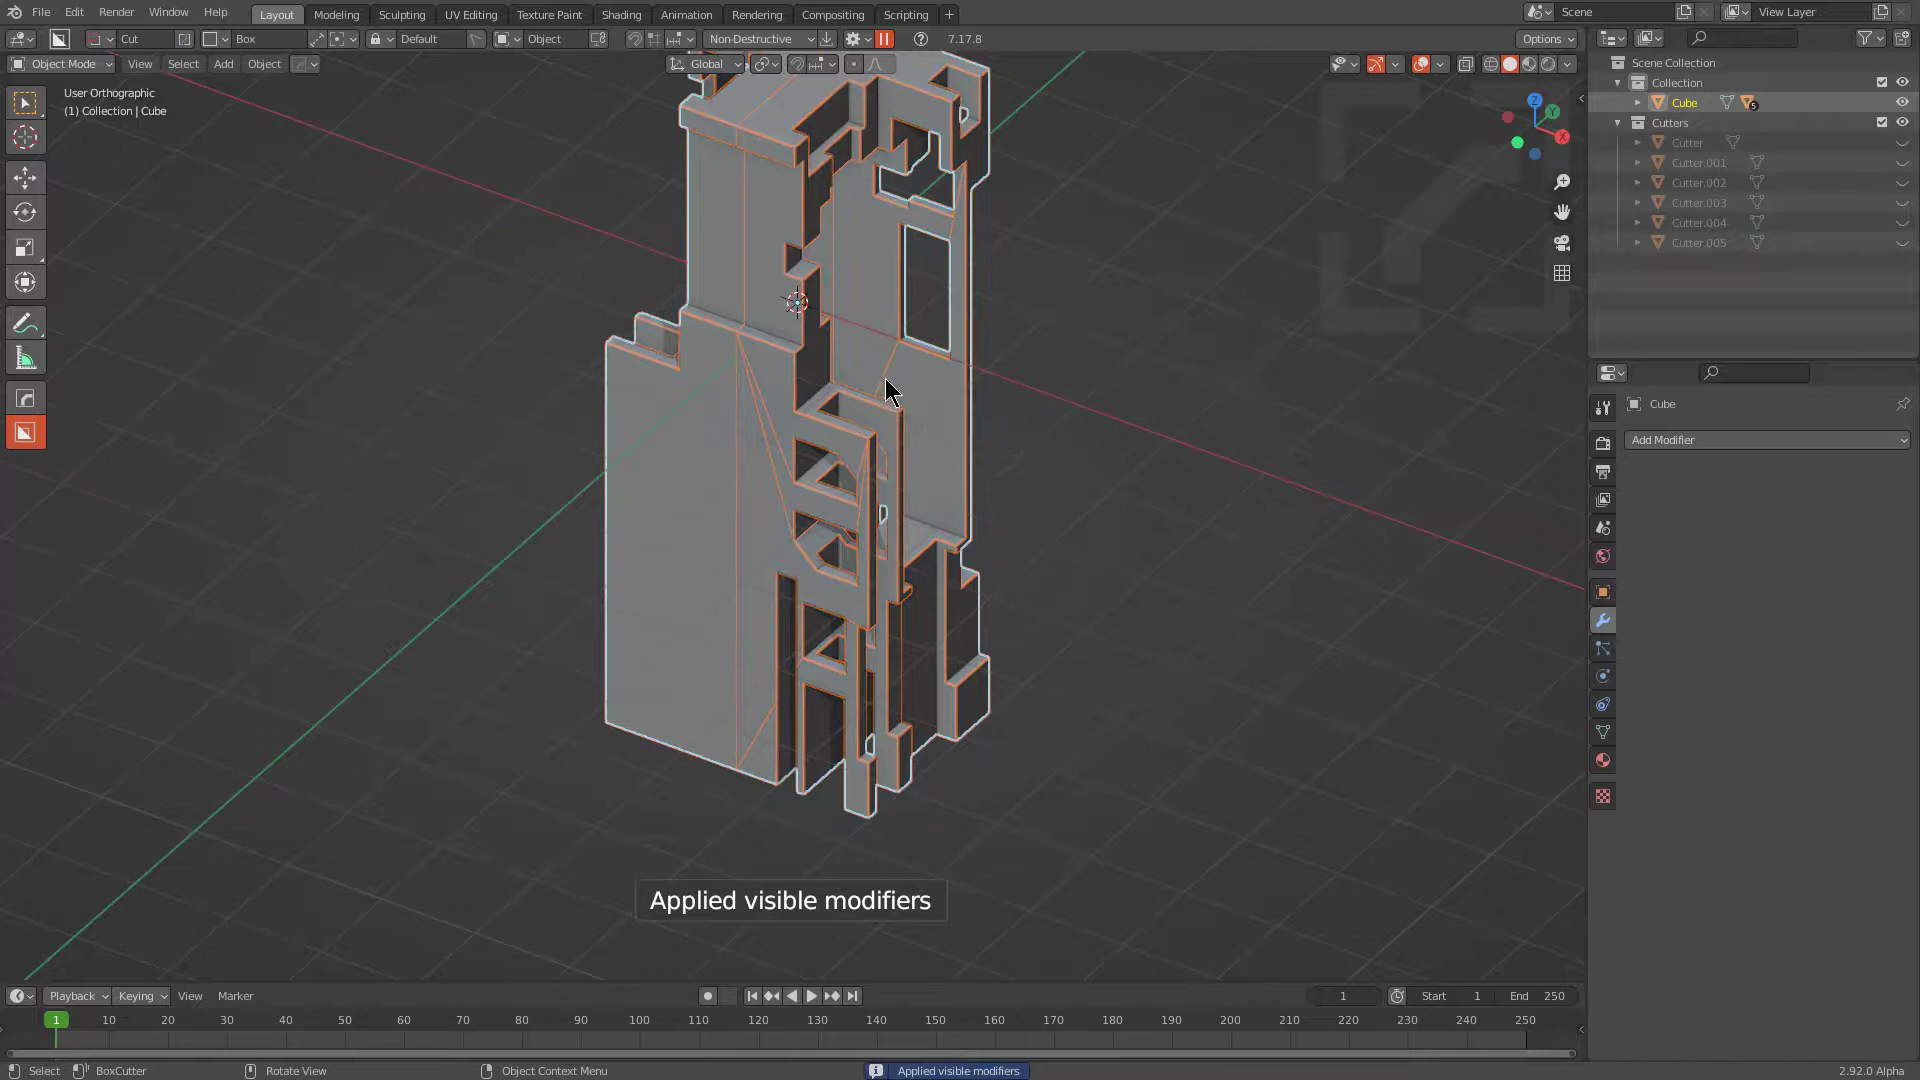 File Edit Render Window Help
Layout Modeling Sculpting UV Editing Texture Paint Shading Animation Rendering Compositing Scripting +
Scene
View Layer
Cut Box Default Object Non-Destructive 7.17.8 Options
Object Mode View Select Add Object Global
User Orthographic
(1) Collection | Cube
Z
Y
X
Scene Collection
Collection
Cube 5
Cutters
Cutter
Cutter.001
Cutter.002
Cutter.003
Cutter.004
Cutter.005
Cube
Add Modifier
Applied visible modifiers
Playback Keying View Marker 1 Start 1 End 250
1 10 20 30 40 50 60 70 80 90 100 110 120 130 140 150 160 170 180 190 200 210 220 230 240 250
Select BoxCutter Rotate View Object Context Menu Applied visible modifiers 2.92.0 Alpha